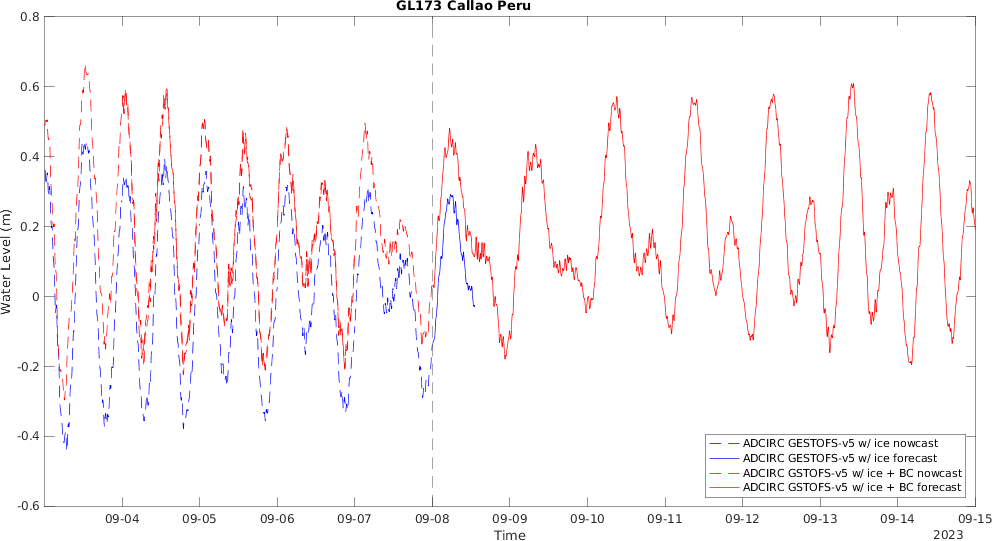 GL173 Callao Peru
Water Level (m)
0.8
0.6
0.4
0.2
0
-0.2
-0.4
-0.6
09-04 09-05 09-06 09-07 09-08 09-09 09-10 09-11 09-12 09-13 09-14 09-15
Time
2023
ADCIRC GESTOFS-v5 w/ ice nowcast
ADCIRC GESTOFS-v5 w/ ice forecast
ADCIRC GSTOFS-v5 w/ ice + BC nowcast
ADCIRC GSTOFS-v5 w/ ice + BC forecast